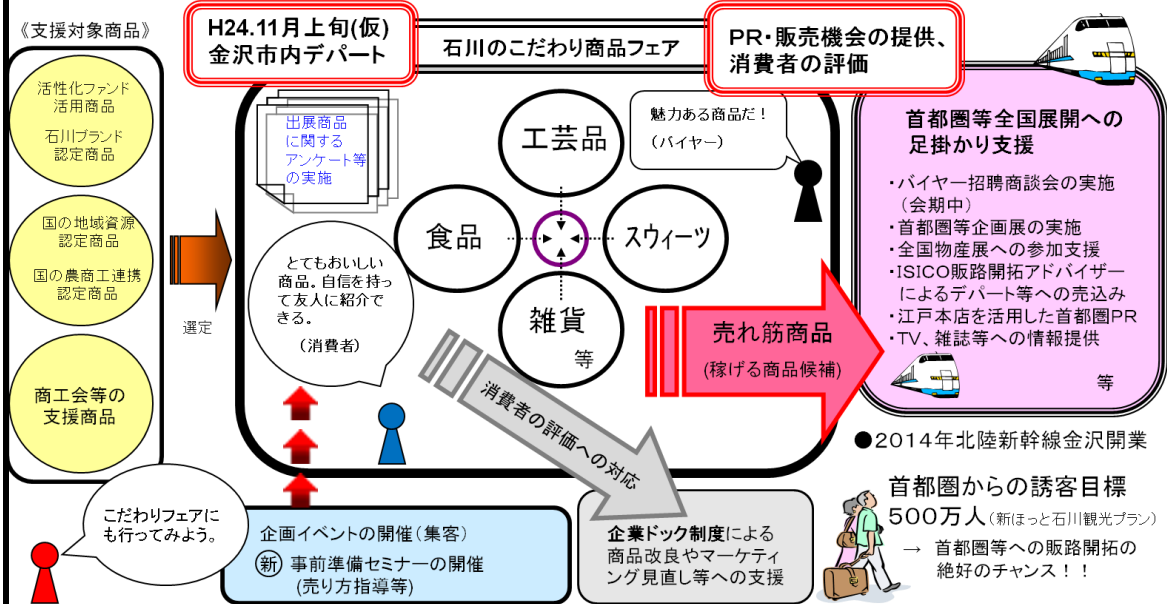 《支援対象商品》
活性化ファンド
活用商品
石川ブランド
認定商品
国の地域資源
認定商品
国の農商工連携
認定商品
商工会等の
支援商品
選定
H24.11月上旬(仮)
金沢市内デパート
石川のこだわり商品フェア
PR・販売機会の提供、
消費者の評価
出展商品
に関する
アンケート等
の実施
工芸品
食品
スウィーツ
雑貨
等
魅力ある商品だ！
(バイヤー)
とてもおいしい
商品。自信を持っ
て友人に紹介で
きる。
(消費者)
売れ筋商品
(稼げる商品候補)
消費者の評価への対応
首都圏等全国展開への
足掛かり支援
・バイヤー招聘商談会の実施
(会期中)
・首都圏等企画展の実施
・全国物産展への参加支援
・ISICO販路開拓アドバイザー
によるデパート等への売込み
・江戸本店を活用した首都圏PR
・TV、雑誌等への情報提供
等
●2014年北陸新幹線金沢開業
首都圏からの誘客目標
500万人(新ほっと石川観光プラン)
→ 首都圏等への販路開拓の
絶好のチャンス！！
こだわりフェアに
も行ってみよう。
企画イベントの開催(集客)
新 事前準備セミナーの開催
(売り方指導等)
企業ドック制度による
商品改良やマーケティ
ング見直し等への支援